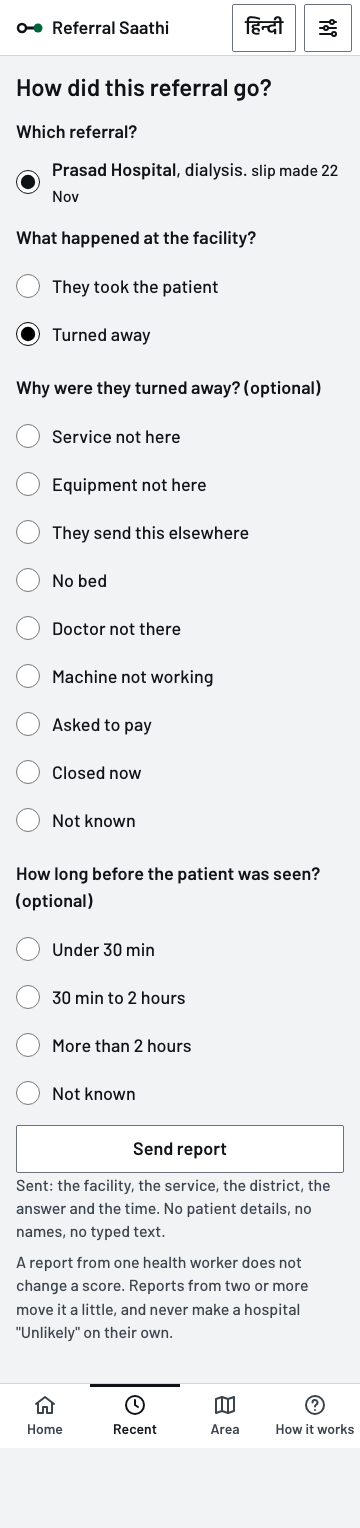 Referral Saathi
हिन्दी
How did this referral go?
Which referral?
Prasad Hospital, dialysis. slip made 22
Nov
What happened at the facility?
They took the patient
Turned away
Why were they turned away? (optional)
Service not here
Equipment not here
They send this elsewhere
No bed
Doctor not there
Machine not working
Asked to pay
Closed now
Not known
How long before the patient was seen?
(optional)
Under 30 min
30 min to 2 hours
More than 2 hours
Not known
Send report
Sent: the facility, the service, the district, the
answer and the time. No patient details, no
names, no typed text.
A report from one health worker does not
change a score. Reports from two or more
move it a little, and never make a hospital
"Unlikely" on their own.
Home
Recent
Area
How it works